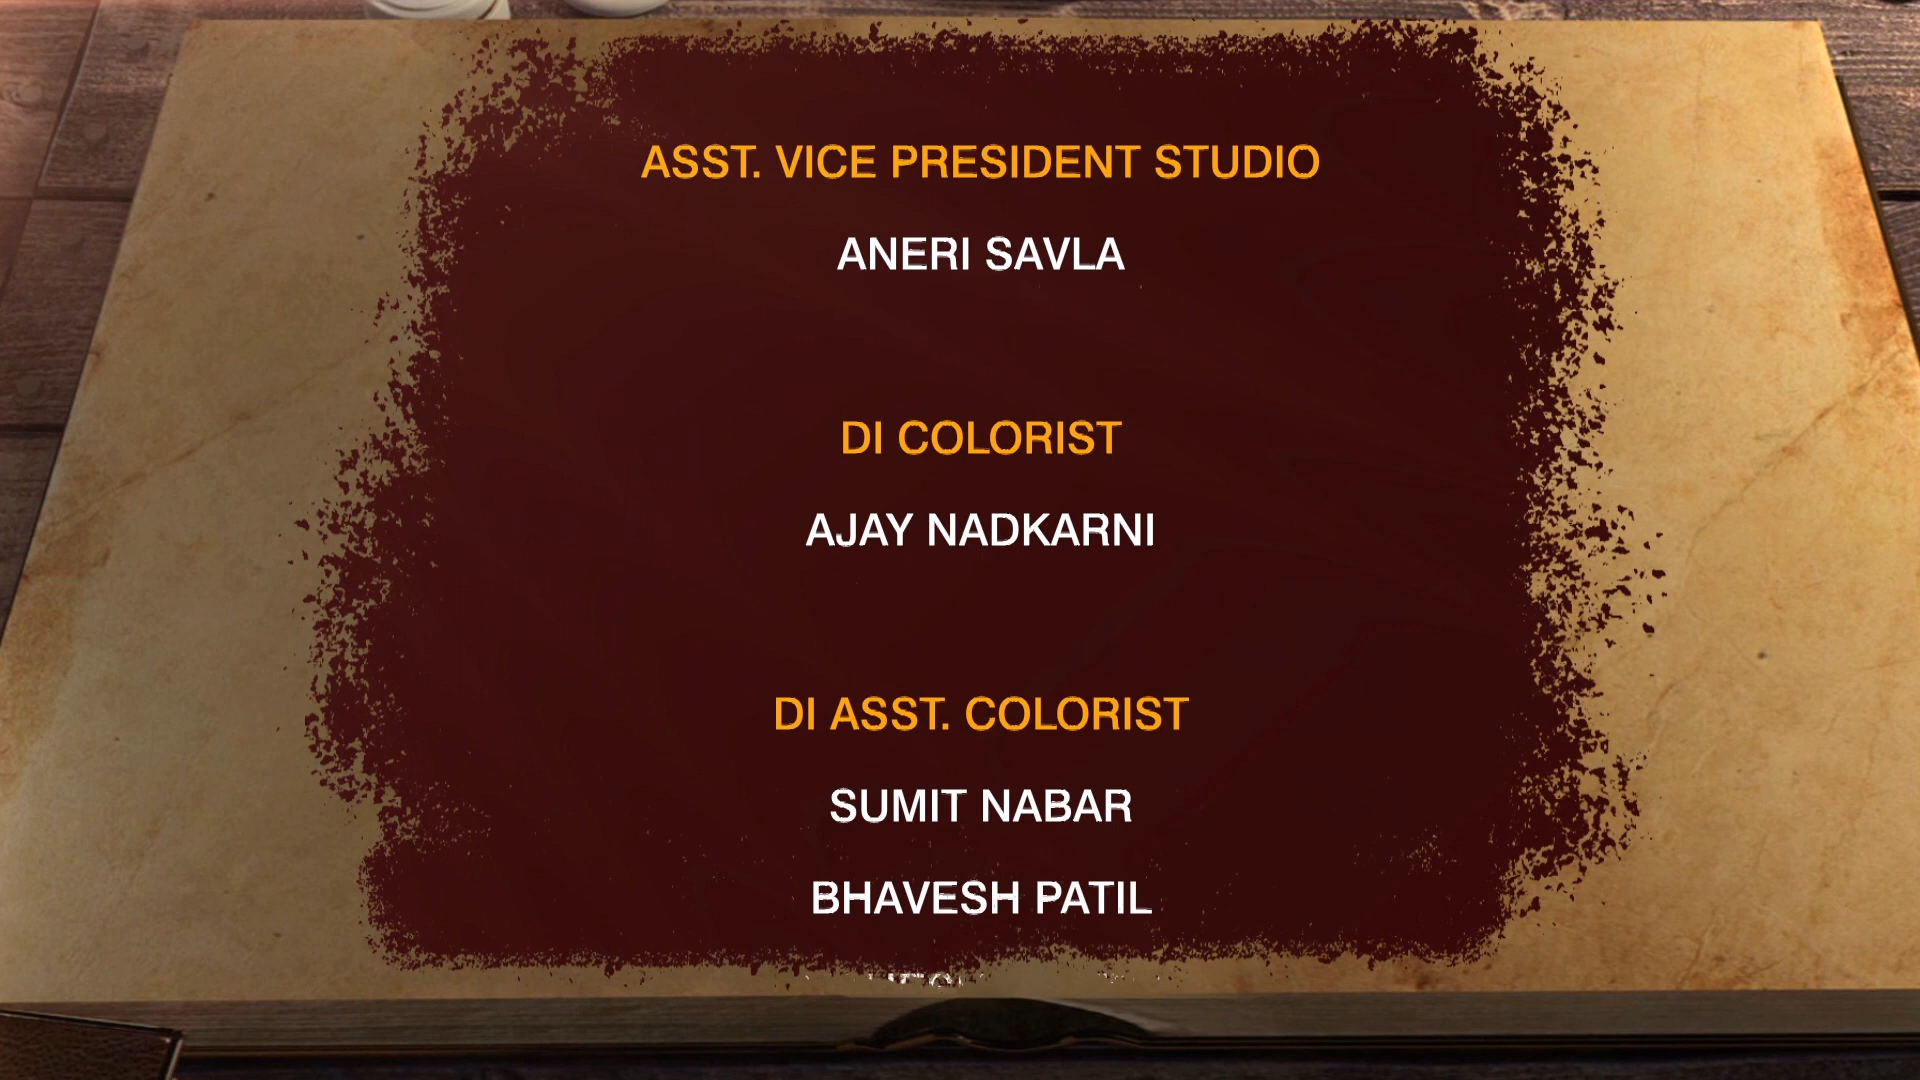 ASST. VICE PRESIDENT STUDIO
ANERI SAVLA
DI COLORIST
AJAY NADKARNI
DI ASST. COLORIST
SUMIT NABAR
BHAVESH PATIL